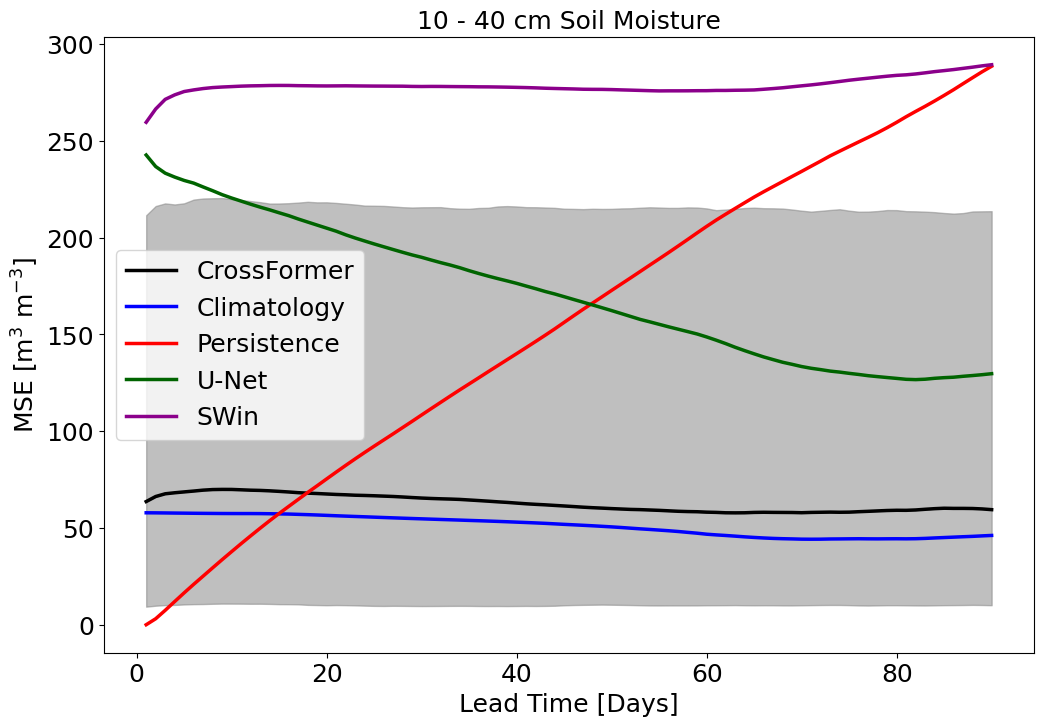 10 - 40 cm Soil Moisture
MSE [m³ m⁻³]
300
250
200
150
100
50
0
CrossFormer
Climatology
Persistence
U-Net
SWin
0 20 40 60 80
Lead Time [Days]